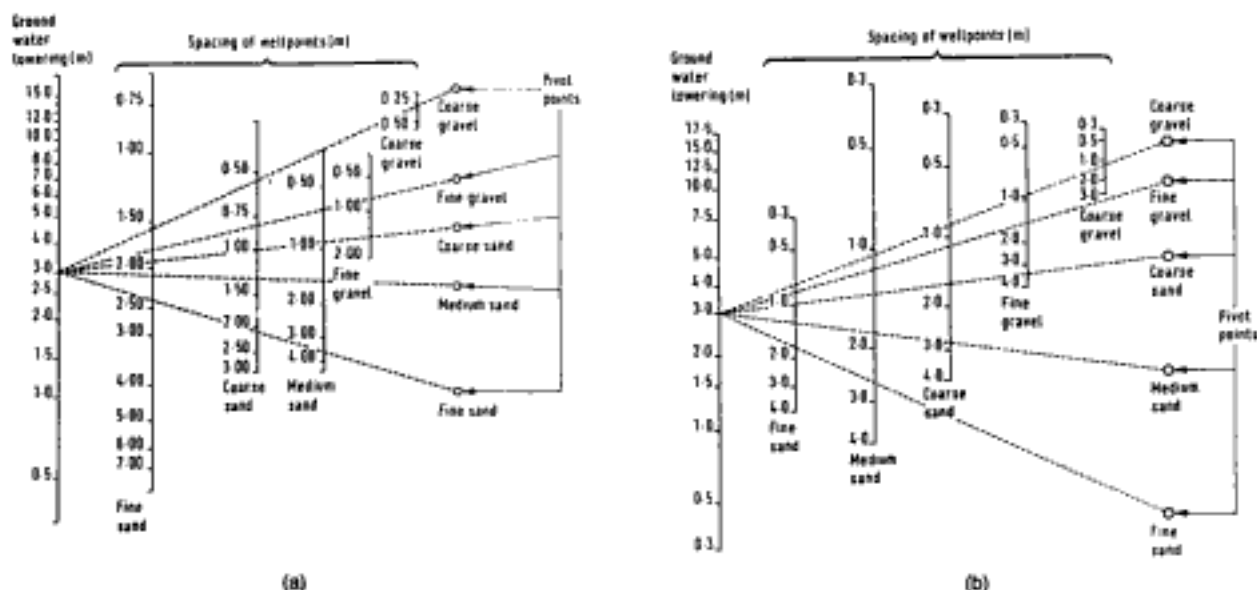 Ground
water
lowering (m)
Spacing of wellpoints (m)
Pivot
points
15·0
12·0
10·0
8·0
7·0
6·0
5·0
4·0
3·0
2·5
2·0
1·5
1·0
0·5
0·75
1·00
1·50
2·00
2·50
3·00
4·00
5·00
6·00
7·00
Fine
sand
0·50
0·75
1·00
1·50
2·00
2·50
3·00
Coarse
sand
0·50
1·00
2·00
3·00
4·00
Medium
sand
0·50
1·00
2·00
Fine
gravel
0·25
0·50
Coarse
gravel
Coarse
gravel
Fine gravel
Coarse sand
Medium sand
Fine sand
(a)
Ground
water
lowering (m)
Spacing of wellpoints (m)
15·0
12·5
10·0
7·5
5·0
4·0
3·0
2·0
1·5
1·0
0·5
0·3
0·3
0·5
1·0
2·0
3·0
4·0
Fine
sand
0·3
0·5
1·0
2·0
3·0
4·0
Medium
sand
0·3
0·5
1·0
2·0
3·0
4·0
Coarse
sand
0·3
0·5
1·0
2·0
3·0
4·0
Fine
gravel
0·3
0·5
1·0
2·0
3·0
Coarse
gravel
Coarse
gravel
Fine
gravel
Coarse
sand
Pivot
points
Medium
sand
Fine
sand
(b)